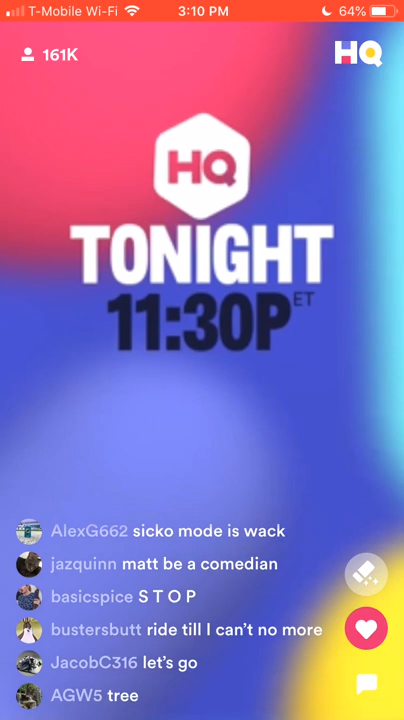 T-Mobile Wi-Fi 3:10 PM 64%
161K HQ
HQ
TONIGHT
11:30P ET
AlexG662 sicko mode is wack
jazquinn matt be a comedian
basicspice S T O P
bustersbutt ride till I can't no more
JacobC316 let's go
AGW5 tree